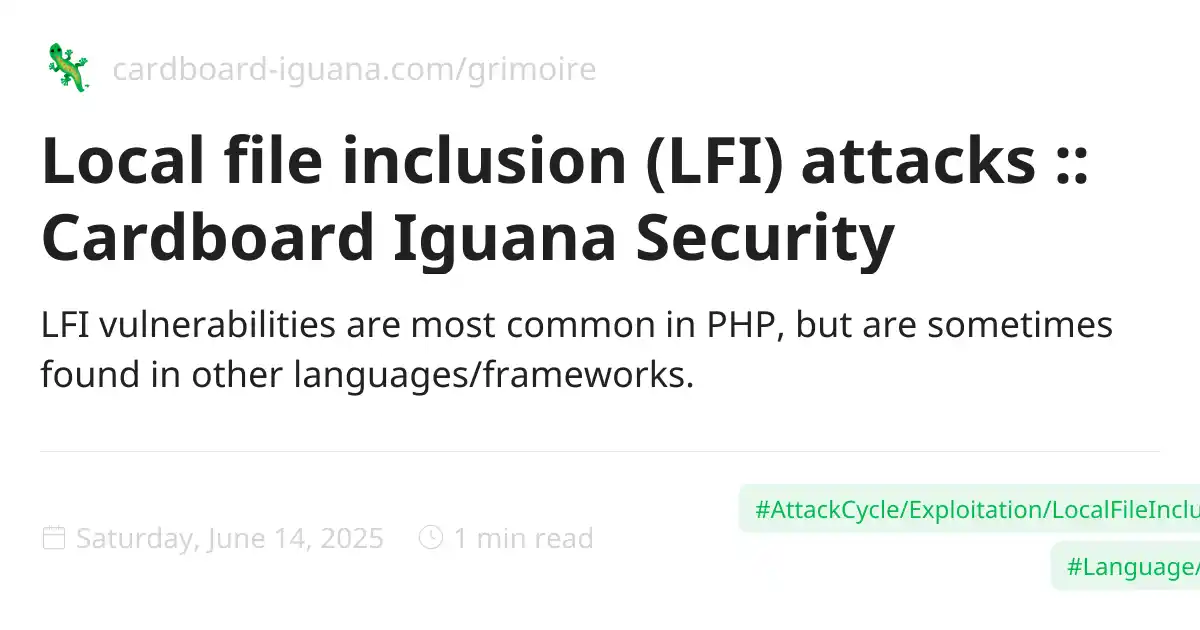 cardboard-iguana.com/grimoire
Local file inclusion (LFI) attacks ::
Cardboard Iguana Security
LFI vulnerabilities are most common in PHP, but are sometimes
found in other languages/frameworks.
#AttackCycle/Exploitation/LocalFileInclu
Saturday, June 14, 2025 1 min read
#Language/